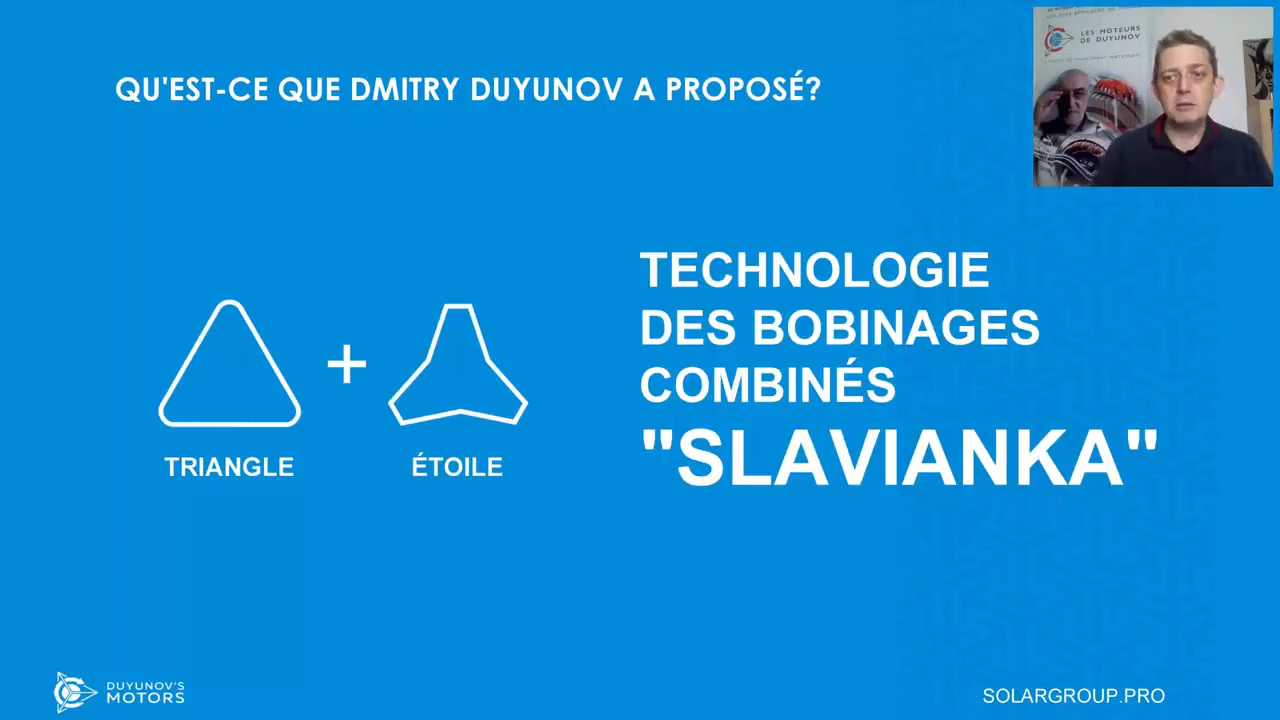 QU'EST-CE QUE DMITRY DUYUNOV A PROPOSÉ?
LES MOTEURS
DE DUYUNOV
TECHNOLOGIE
DES BOBINAGES
COMBINÉS
"SLAVIANKA"
+
TRIANGLE
ÉTOILE
DUYUNOV'S
MOTORS
SOLARGROUP.PRO